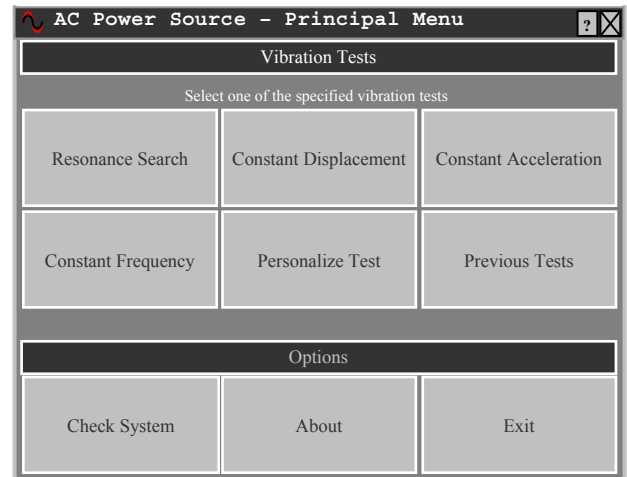 AC Power Source - Principal Menu ?
Vibration Tests
Select one of the specified vibration tests
Resonance Search Constant Displacement Constant Acceleration
Constant Frequency Personalize Test Previous Tests
Options
Check System About Exit